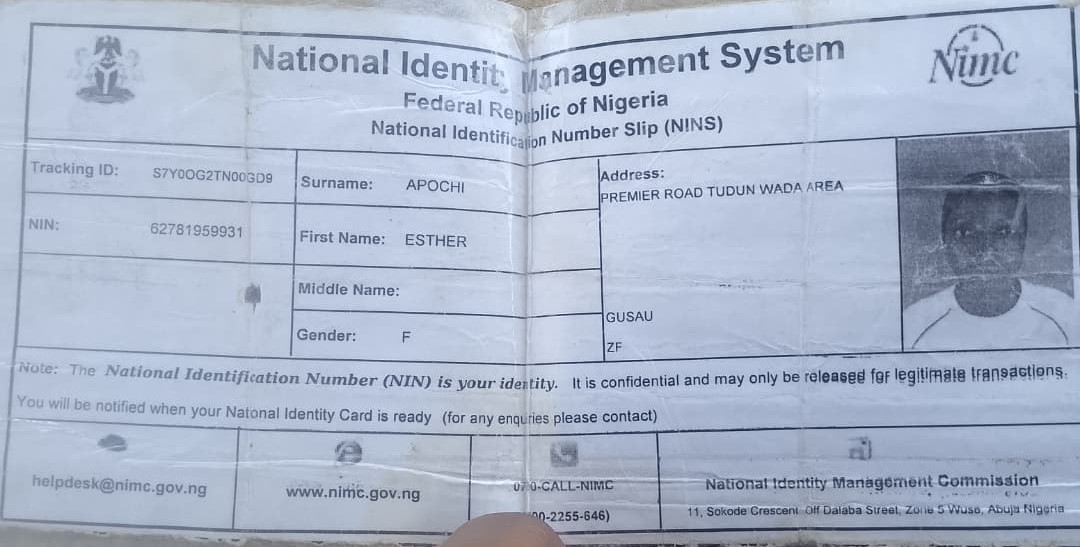 National Identity Management System
Federal Republic of Nigeria
National Identification Number Slip (NINS)
Nimc
Tracking ID: S7Y0OG2TN00GD9
NIN: 62781959931
Surname: APOCHI
First Name: ESTHER
Middle Name:
Gender: F
Address:
PREMIER ROAD TUDUN WADA AREA
GUSAU
ZF
Note: The National Identification Number (NIN) is your identity. It is confidential and may only be released for legitimate transactions.
You will be notified when your Natonal Identity Card is ready (for any enquries please contact)
helpdesk@nimc.gov.ng
www.nimc.gov.ng
0700-CALL-NIMC
00-2255-646)
National Identity Management Commission
11, Sokode Crescent Off Dalaba Street, Zone 5 Wuse, Abuja Nigeria